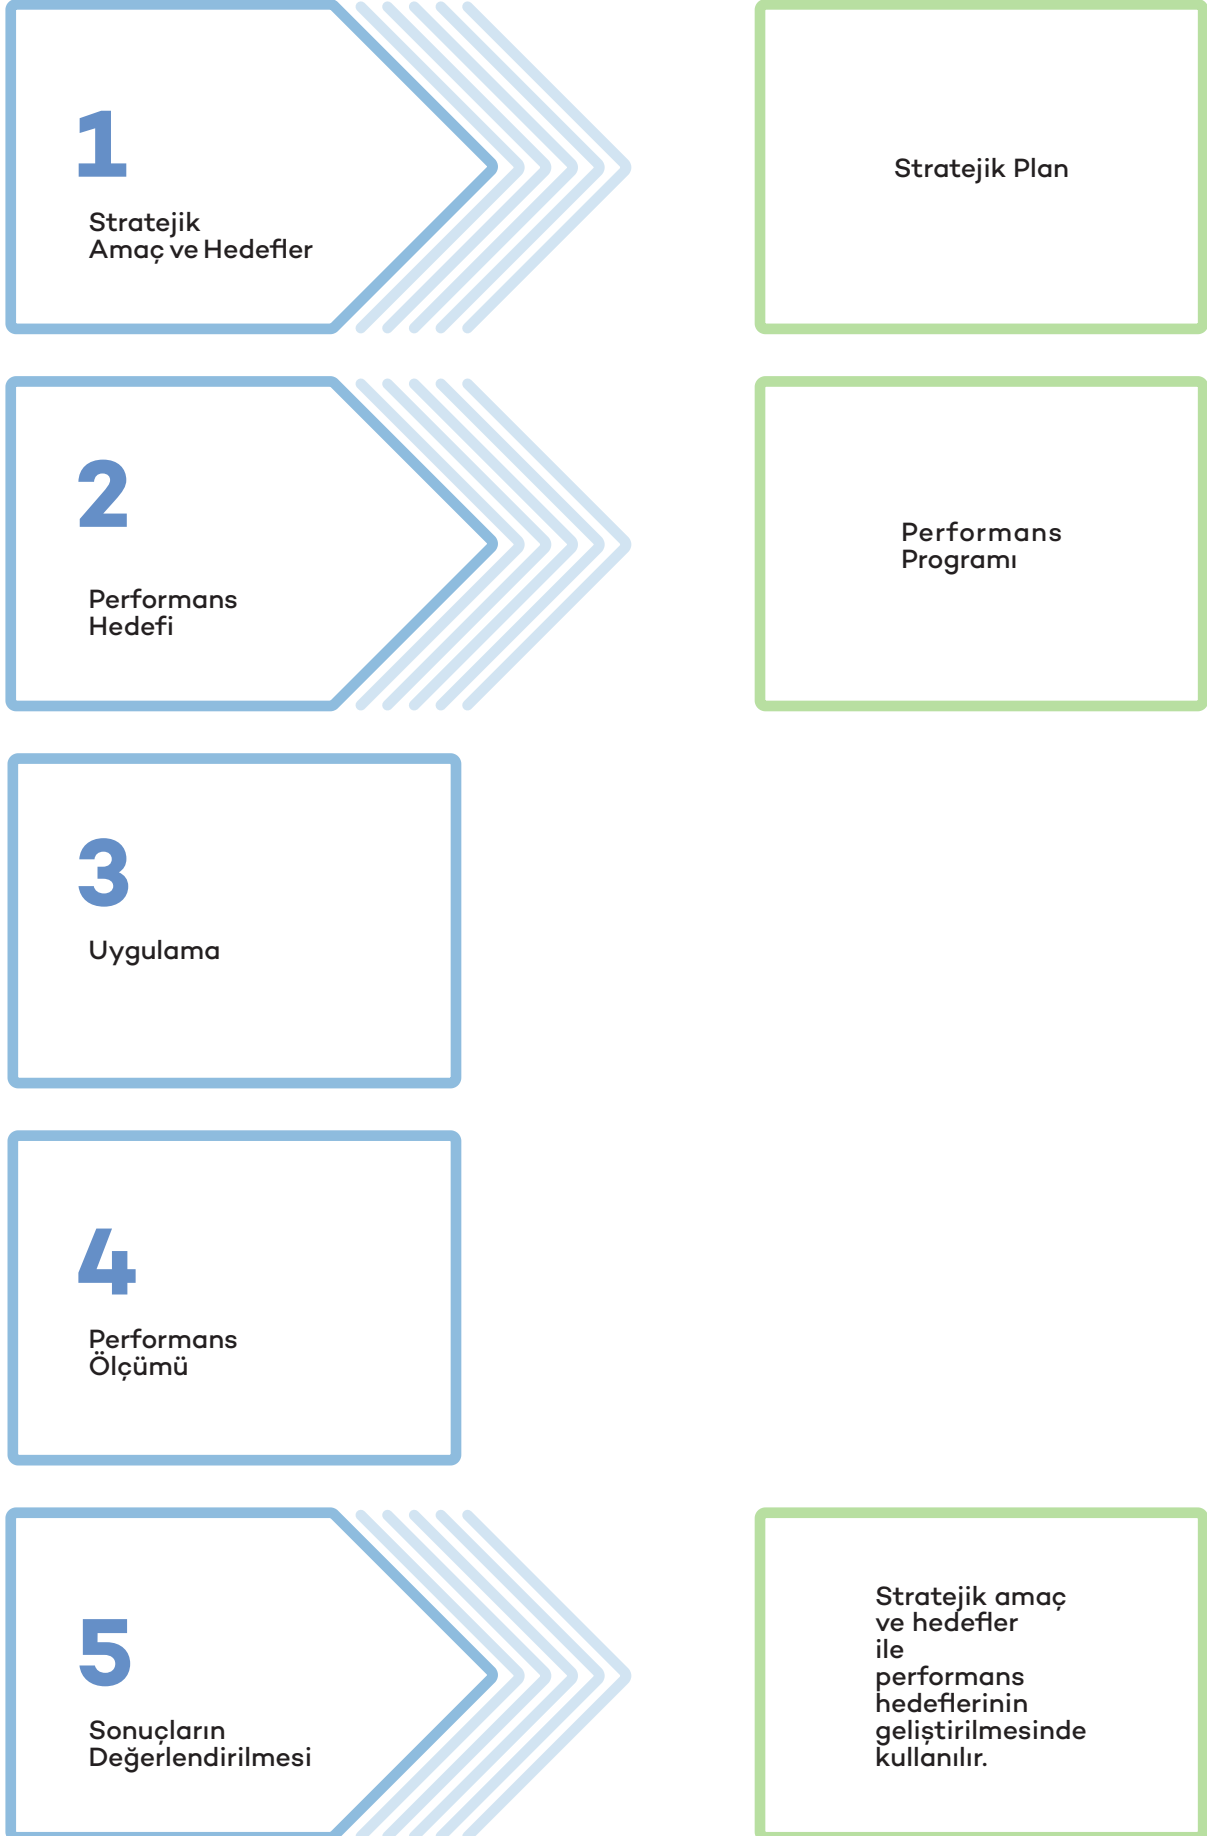 1
Stratejik
Amaç ve Hedefler
Stratejik Plan
2
Performans
Hedefi
Performans
Programı
3
Uygulama
4
Performans
Ölçümü
5
Sonuçların
Değerlendirilmesi
Stratejik amaç
ve hedefler
ile
performans
hedeflerinin
geliştirilmesinde
kullanılır.